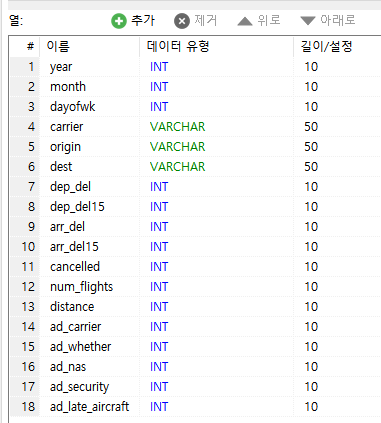 열: 추가 제거 위로 아래로
# 이름 데이터 유형 길이/설정
1 year INT 10
2 month INT 10
3 dayofwk INT 10
4 carrier VARCHAR 50
5 origin VARCHAR 50
6 dest VARCHAR 50
7 dep_del INT 10
8 dep_del15 INT 10
9 arr_del INT 10
10 arr_del15 INT 10
11 cancelled INT 10
12 num_flights INT 10
13 distance INT 10
14 ad_carrier INT 10
15 ad_whether INT 10
16 ad_nas INT 10
17 ad_security INT 10
18 ad_late_aircraft INT 10